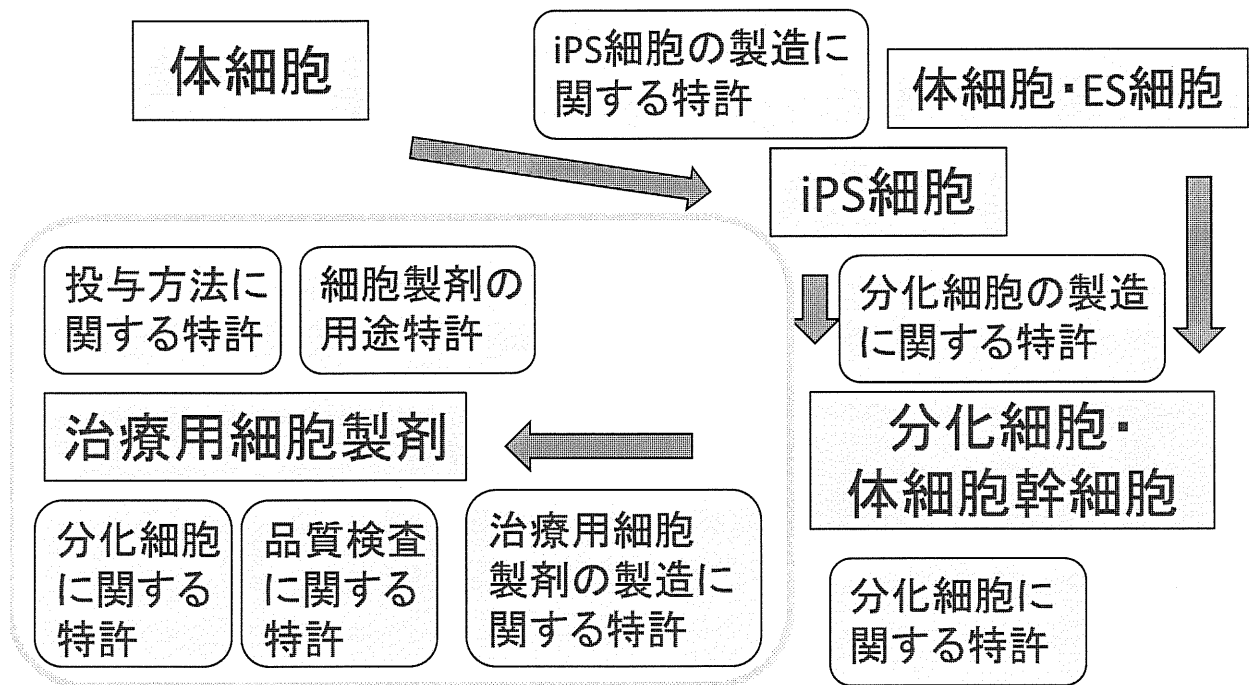 体細胞
iPS細胞の製造に
関する特許
体細胞・ES細胞
iPS細胞
投与方法に
関する特許
細胞製剤の
用途特許
分化細胞の製造
に関する特許
治療用細胞製剤
分化細胞・
体細胞幹細胞
分化細胞
に関する
特許
品質検査
に関する
特許
治療用細胞
製剤の製造に
関する特許
分化細胞に
関する特許